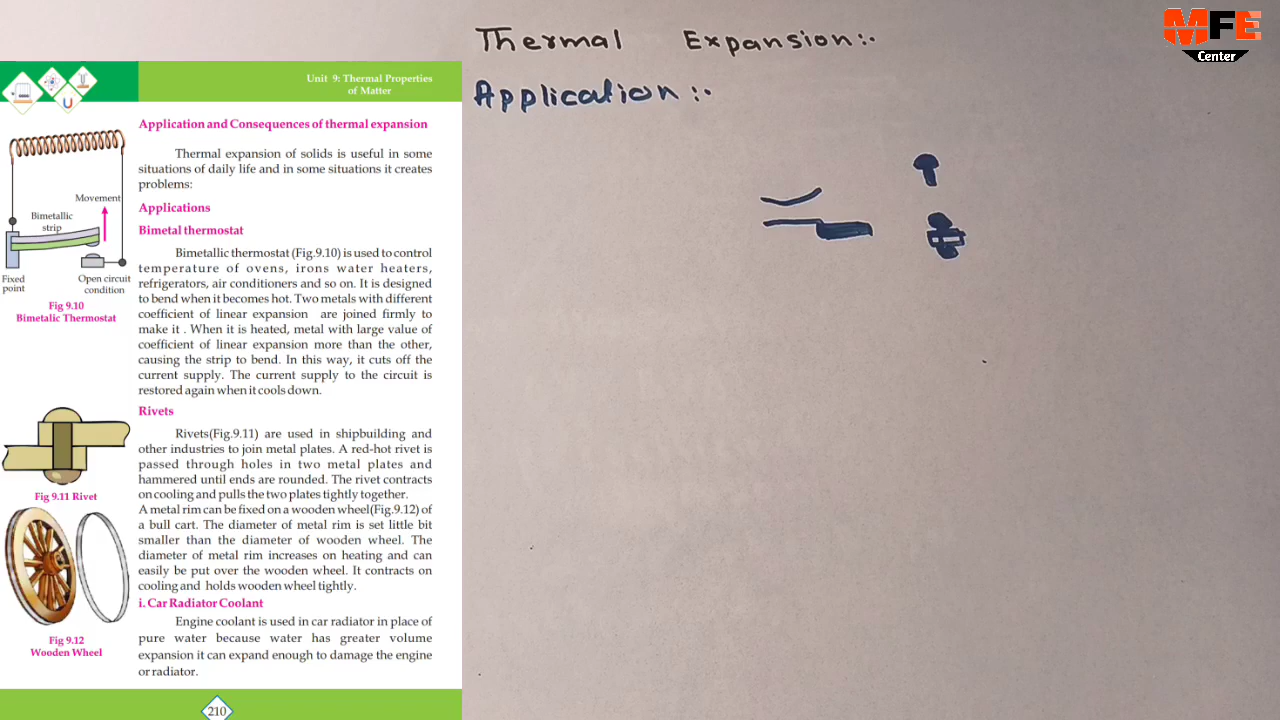 Thermal Expansion:.
Application:.
MFE
Center
Unit 9: Thermal Properties
of Matter
Application and Consequences of thermal expansion
Thermal expansion of solids is useful in some
situations of daily life and in some situations it creates
problems:
Applications
Bimetal thermostat
Bimetallic thermostat (Fig.9.10) is used to control
temperature of ovens, irons water heaters,
refrigerators, air conditioners and so on. It is designed
to bend when it becomes hot. Two metals with different
coefficient of linear expansion are joined firmly to
make it . When it is heated, metal with large value of
coefficient of linear expansion more than the other,
causing the strip to bend. In this way, it cuts off the
current supply. The current supply to the circuit is
restored again when it cools down.
Movement
Bimetallic
strip
Fixed
point
Open circuit
condition
Fig 9.10
Bimetalic Thermostat
Rivets
Rivets(Fig.9.11) are used in shipbuilding and
other industries to join metal plates. A red-hot rivet is
passed through holes in two metal plates and
hammered until ends are rounded. The rivet contracts
on cooling and pulls the two plates tightly together.
A metal rim can be fixed on a wooden wheel(Fig.9.12) of
a bull cart. The diameter of metal rim is set little bit
smaller than the diameter of wooden wheel. The
diameter of metal rim increases on heating and can
easily be put over the wooden wheel. It contracts on
cooling and holds wooden wheel tightly.
Fig 9.11 Rivet
Fig 9.12
Wooden Wheel
i. Car Radiator Coolant
Engine coolant is used in car radiator in place of
pure water because water has greater volume
expansion it can expand enough to damage the engine
or radiator.
210